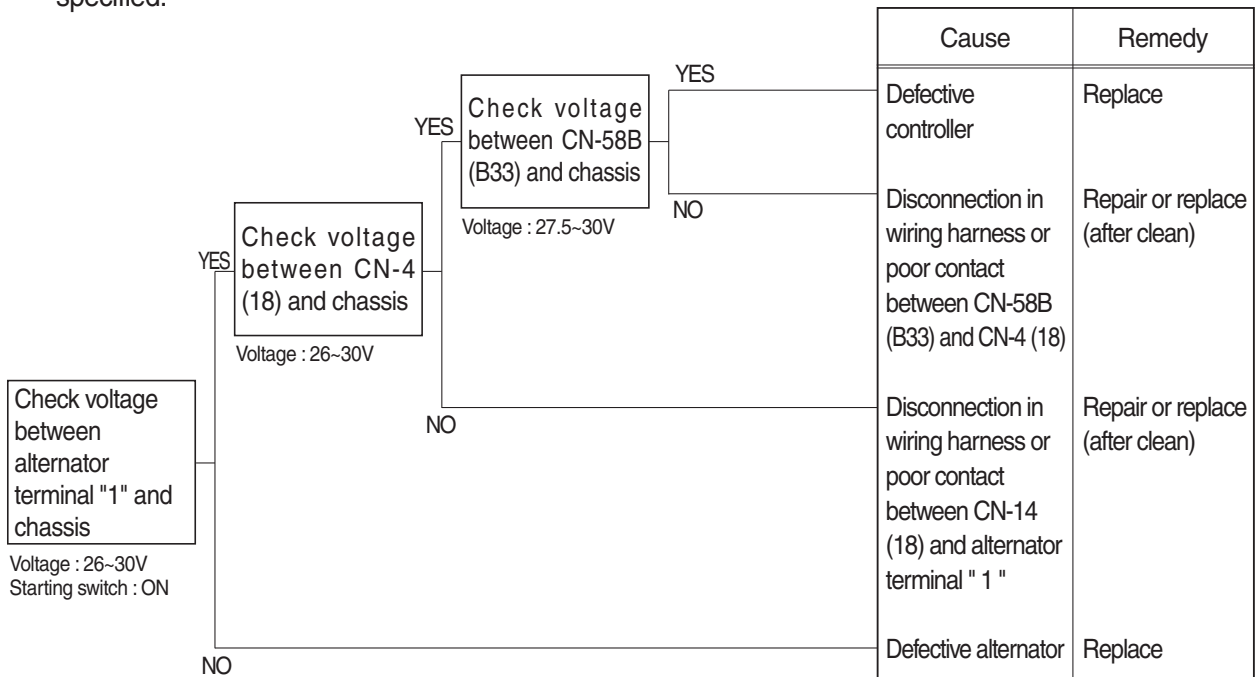 specified.
Cause
Remedy
YES
Check voltage
between CN-58B
(B33) and chassis
YES
Defective
controller
Replace
NO
Voltage : 27.5~30V
Disconnection in
wiring harness or
poor contact
between CN-58B
(B33) and CN-4 (18)
Repair or replace
(after clean)
YES
Check voltage
between CN-4
(18) and chassis
Voltage : 26~30V
NO
Disconnection in
wiring harness or
poor contact
between CN-14
(18) and alternator
terminal " 1 "
Repair or replace
(after clean)
Check voltage
between
alternator
terminal "1" and
chassis
Voltage : 26~30V
Starting switch : ON
NO
Defective alternator
Replace